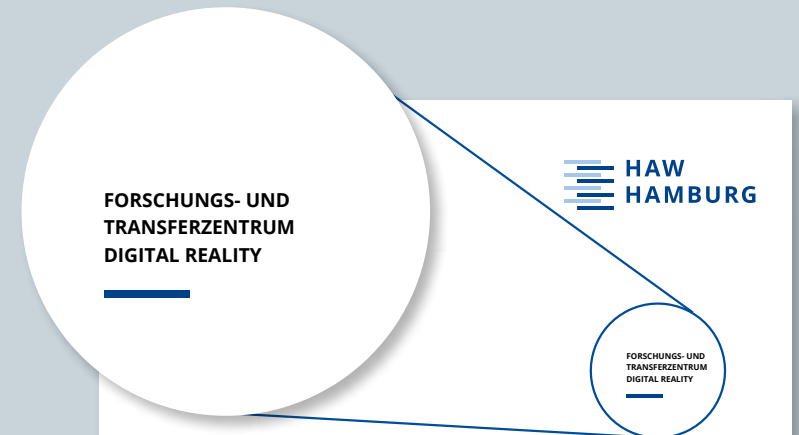 FORSCHUNGS- UND
TRANSFERZENTRUM
DIGITAL REALITY
HAW
HAMBURG
FORSCHUNGS- UND
TRANSFERZENTRUM
DIGITAL REALITY